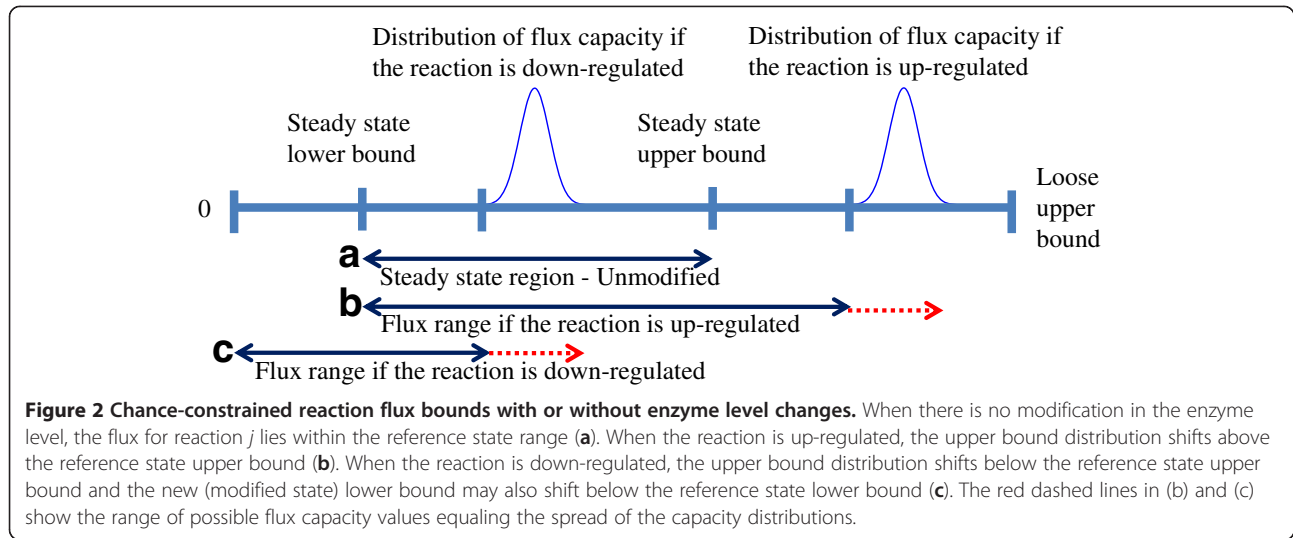 Distribution of flux capacity if
the reaction is down-regulated
Distribution of flux capacity if
the reaction is up-regulated
Steady state
lower bound
Steady state
upper bound
0
Loose
upper
bound
a
Steady state region - Unmodified
b
Flux range if the reaction is up-regulated
c
Flux range if the reaction is down-regulated
Figure 2 Chance-constrained reaction flux bounds with or without enzyme level changes. When there is no modification in the enzyme
level, the flux for reaction j lies within the reference state range (a). When the reaction is up-regulated, the upper bound distribution shifts above
the reference state upper bound (b). When the reaction is down-regulated, the upper bound distribution shifts below the reference state upper
bound and the new (modified state) lower bound may also shift below the reference state lower bound (c). The red dashed lines in (b) and (c)
show the range of possible flux capacity values equaling the spread of the capacity distributions.